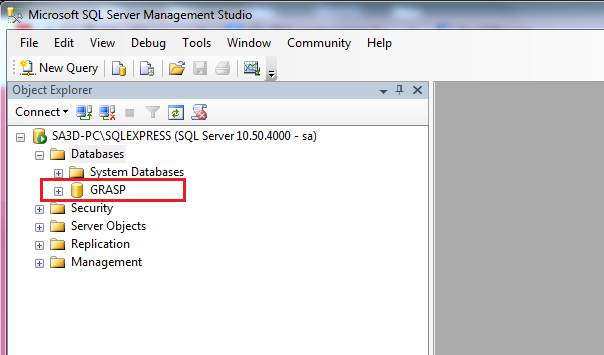 Microsoft SQL Server Management Studio
File Edit View Debug Tools Window Community Help
New Query
Object Explorer
Connect
SA3D-PC\SQLEXPRESS (SQL Server 10.50.4000 - sa)
Databases
System Databases
GRASP
Security
Server Objects
Replication
Management